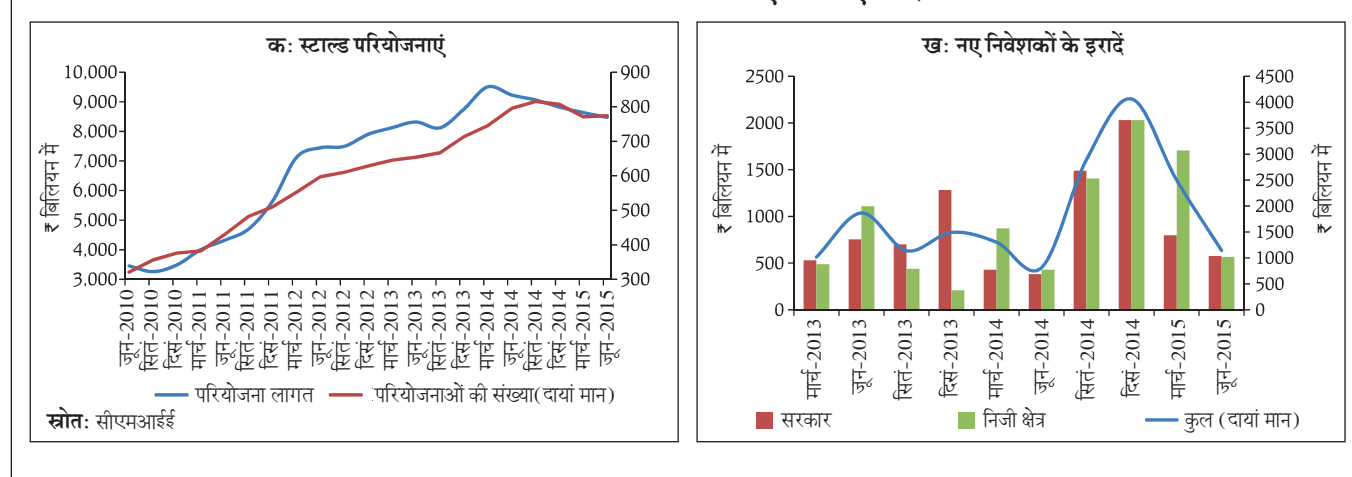 क: स्टाल्ड परियोजनाएं
₹ बिलियन में
10,000
9,000
8,000
7,000
6,000
5,000
4,000
3,000
900
800
700
600
500
400
300
जून-2010
सितं-2010
दिसं-2010
मार्च-2011
जून-2011
सितं-2011
दिसं-2011
मार्च-2012
जून-2012
सितं-2012
दिसं-2012
मार्च-2013
जून-2013
सितं-2013
दिसं-2013
मार्च-2014
जून-2014
सितं-2014
दिसं-2014
मार्च-2015
जून-2015
परियोजना लागत
परियोजनाओं की संख्या(दायां मान)
स्रोत: सीएमआईई
ख: नए निवेशकों के इरादें
₹ बिलियन में
2500
2000
1500
1000
500
0
4500
4000
3500
3000
2500
2000
1500
1000
500
0
₹ बिलियन में
मार्च-2013
जून-2013
सितं-2013
दिसं-2013
मार्च-2014
जून-2014
सितं-2014
दिसं-2014
मार्च-2015
जून-2015
सरकार
निजी क्षेत्र
कुल (दायां मान)